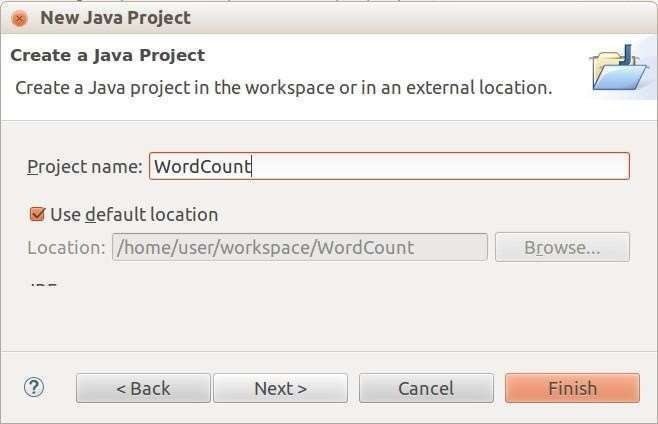 New Java Project
Create a Java Project
Create a Java project in the workspace or in an external location.
Project name: WordCount
Use default location
Location: /home/user/workspace/WordCount Browse...
< Back Next > Cancel Finish